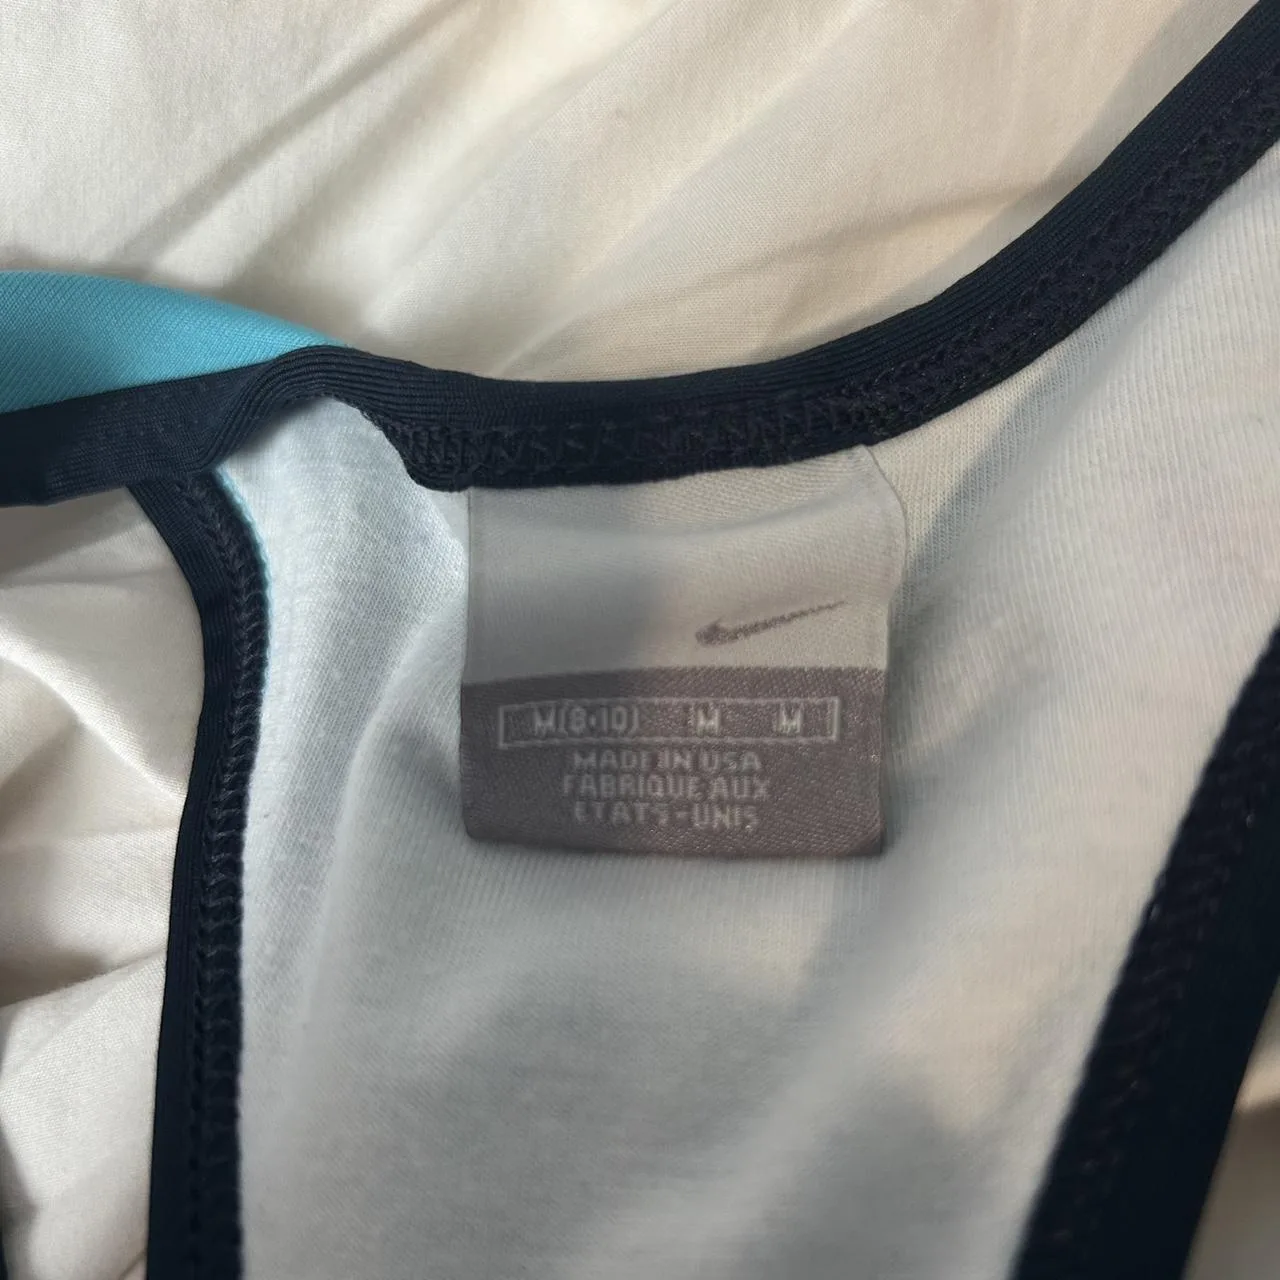 M(8-10) M M
MADE IN USA
FABRIQUE AUX
ETATS-UNIS